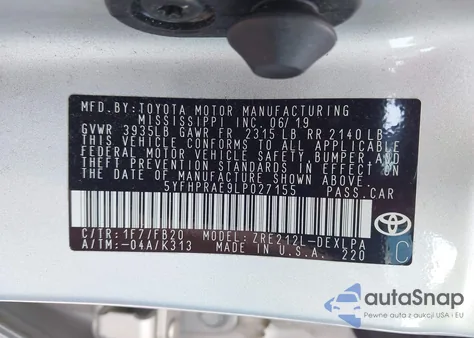 MFD.BY: TOYOTA MOTOR MANUFACTURING
MISSISSIPPI INC. 06/19
GVWR 3935LB GAWR FR 2315 LB RR 2140 LB
THIS VEHICLE CONFORMS TO ALL APPLICABLE
FEDERAL MOTOR VEHICLE SAFETY, BUMPER, AND
THEFT PREVENTION STANDARDS IN EFFECT ON
THE DATE OF MANUFACTURE SHOWN ABOVE.
5YFHPRAE9LP027155 PASS.CAR
C/TR: 1F7/FB20 MODEL: ZRE212L-DEXLPA
A/TM: -04A/K313 MADE IN U.S.A. 220
C
autoSnap
Pewne auta z aukcji USA i EU